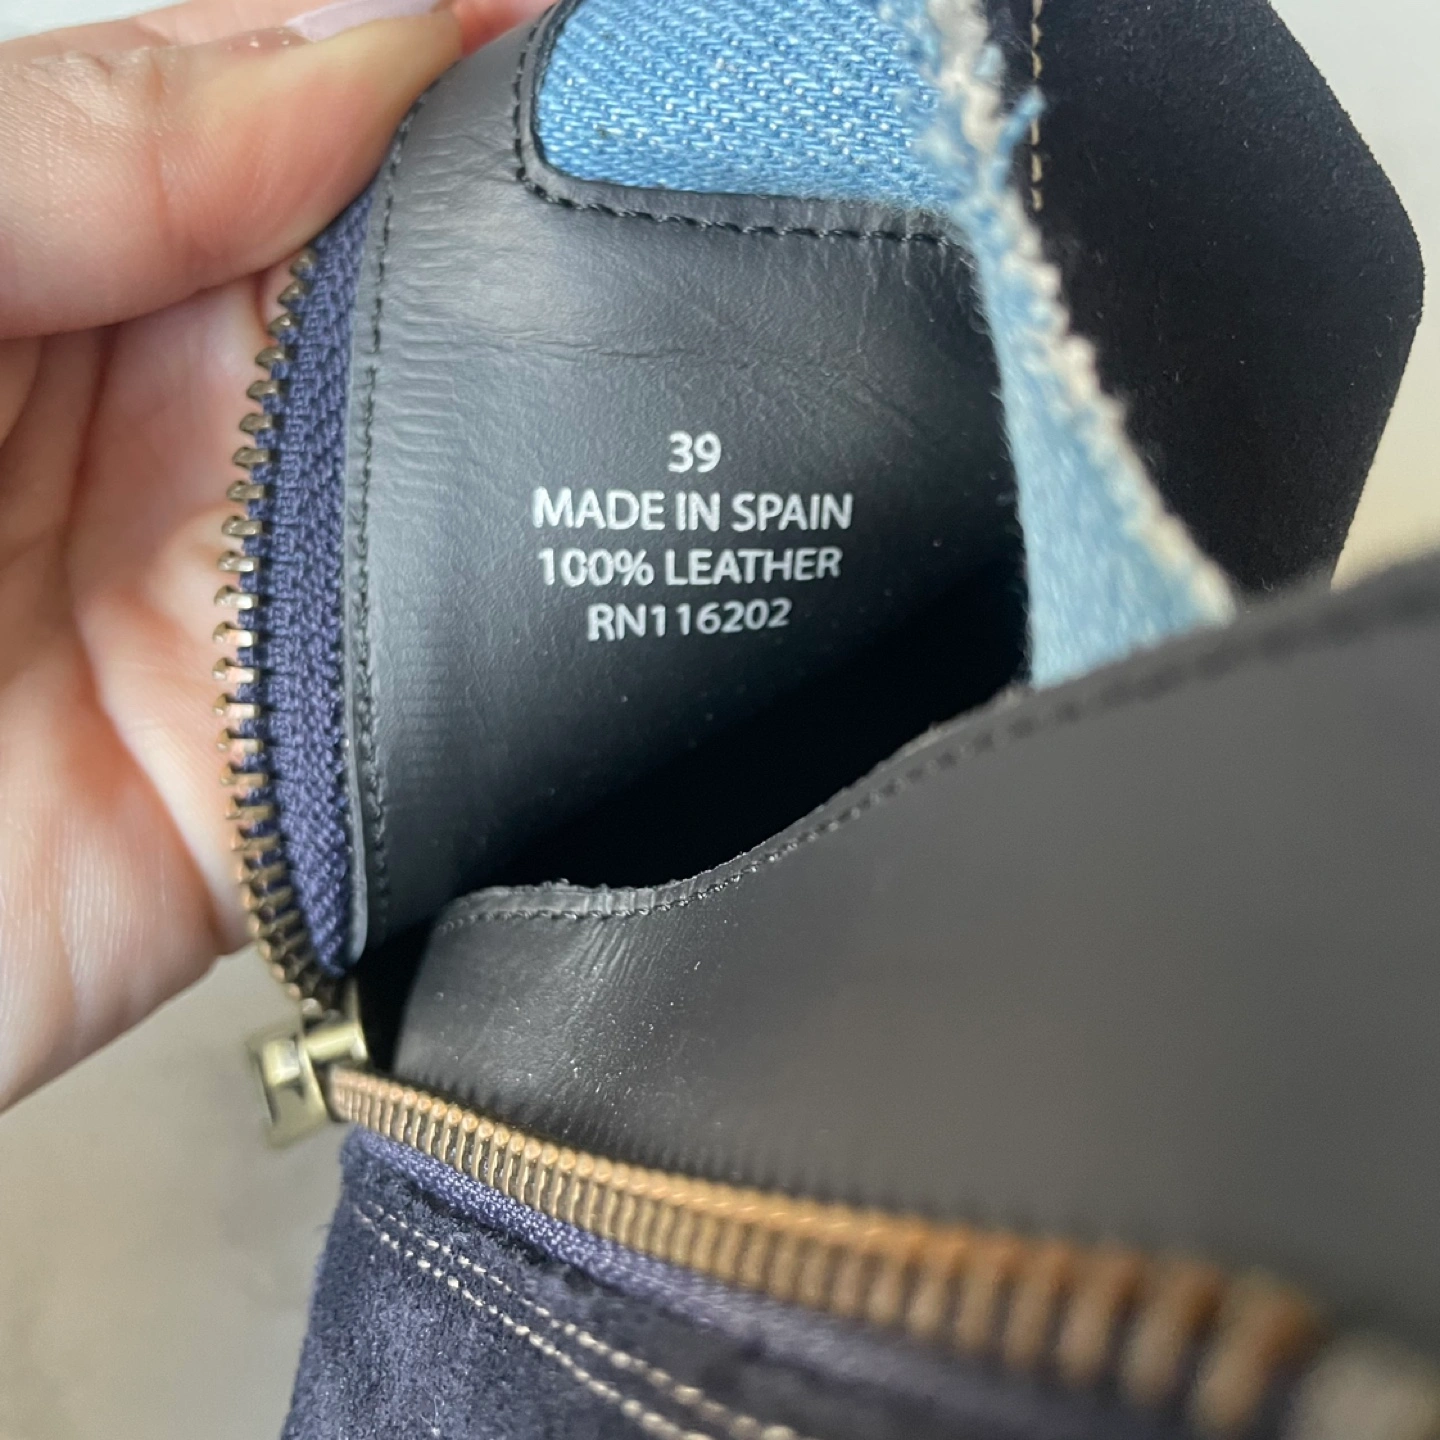 39
MADE IN SPAIN
100% LEATHER
RN116202